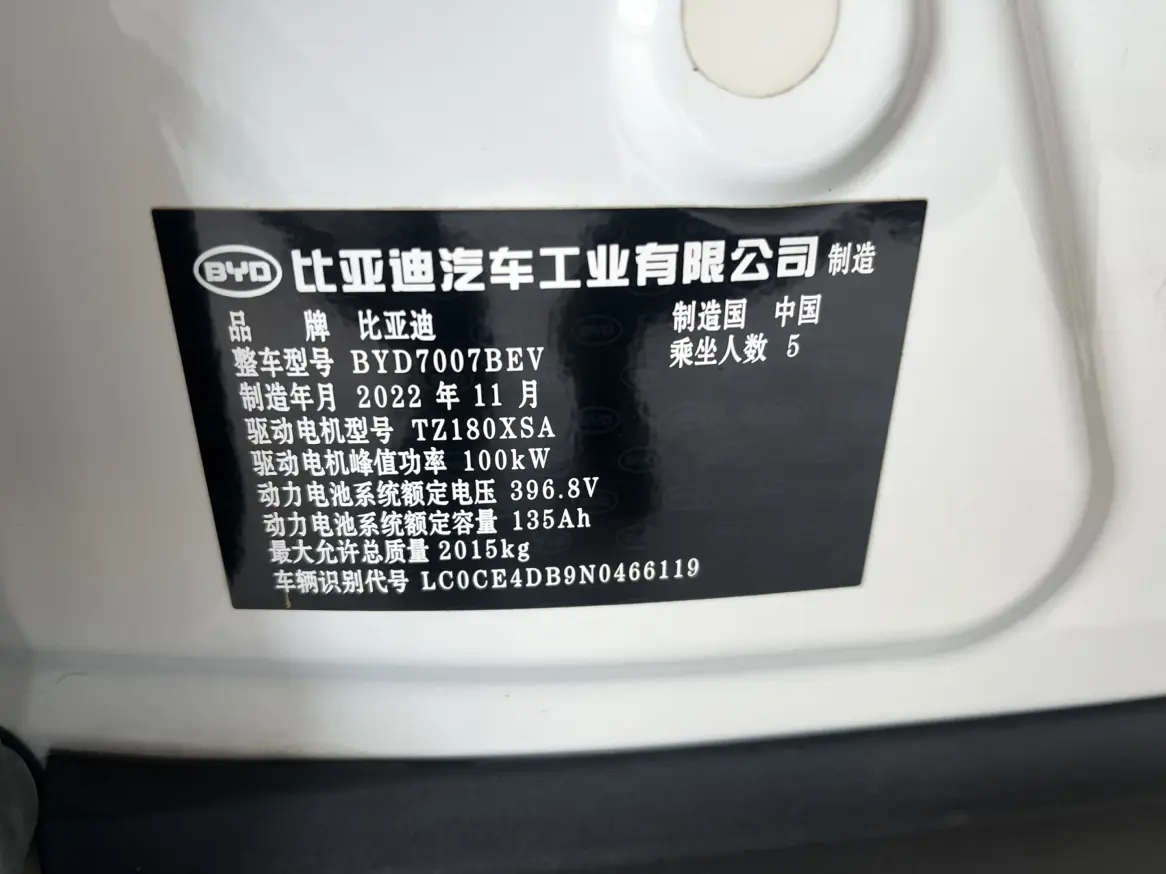 BYD 比亚迪汽车工业有限公司 制造
品 牌 比亚迪 制造国 中国
整车型号 BYD7007BEV 乘坐人数 5
制造年月 2022 年 11 月
驱动电机型号 TZ180XSA
驱动电机峰值功率 100kW
动力电池系统额定电压 396.8V
动力电池系统额定容量 135Ah
最大允许总质量 2015kg
车辆识别代号 LC0CE4DB9N0466119